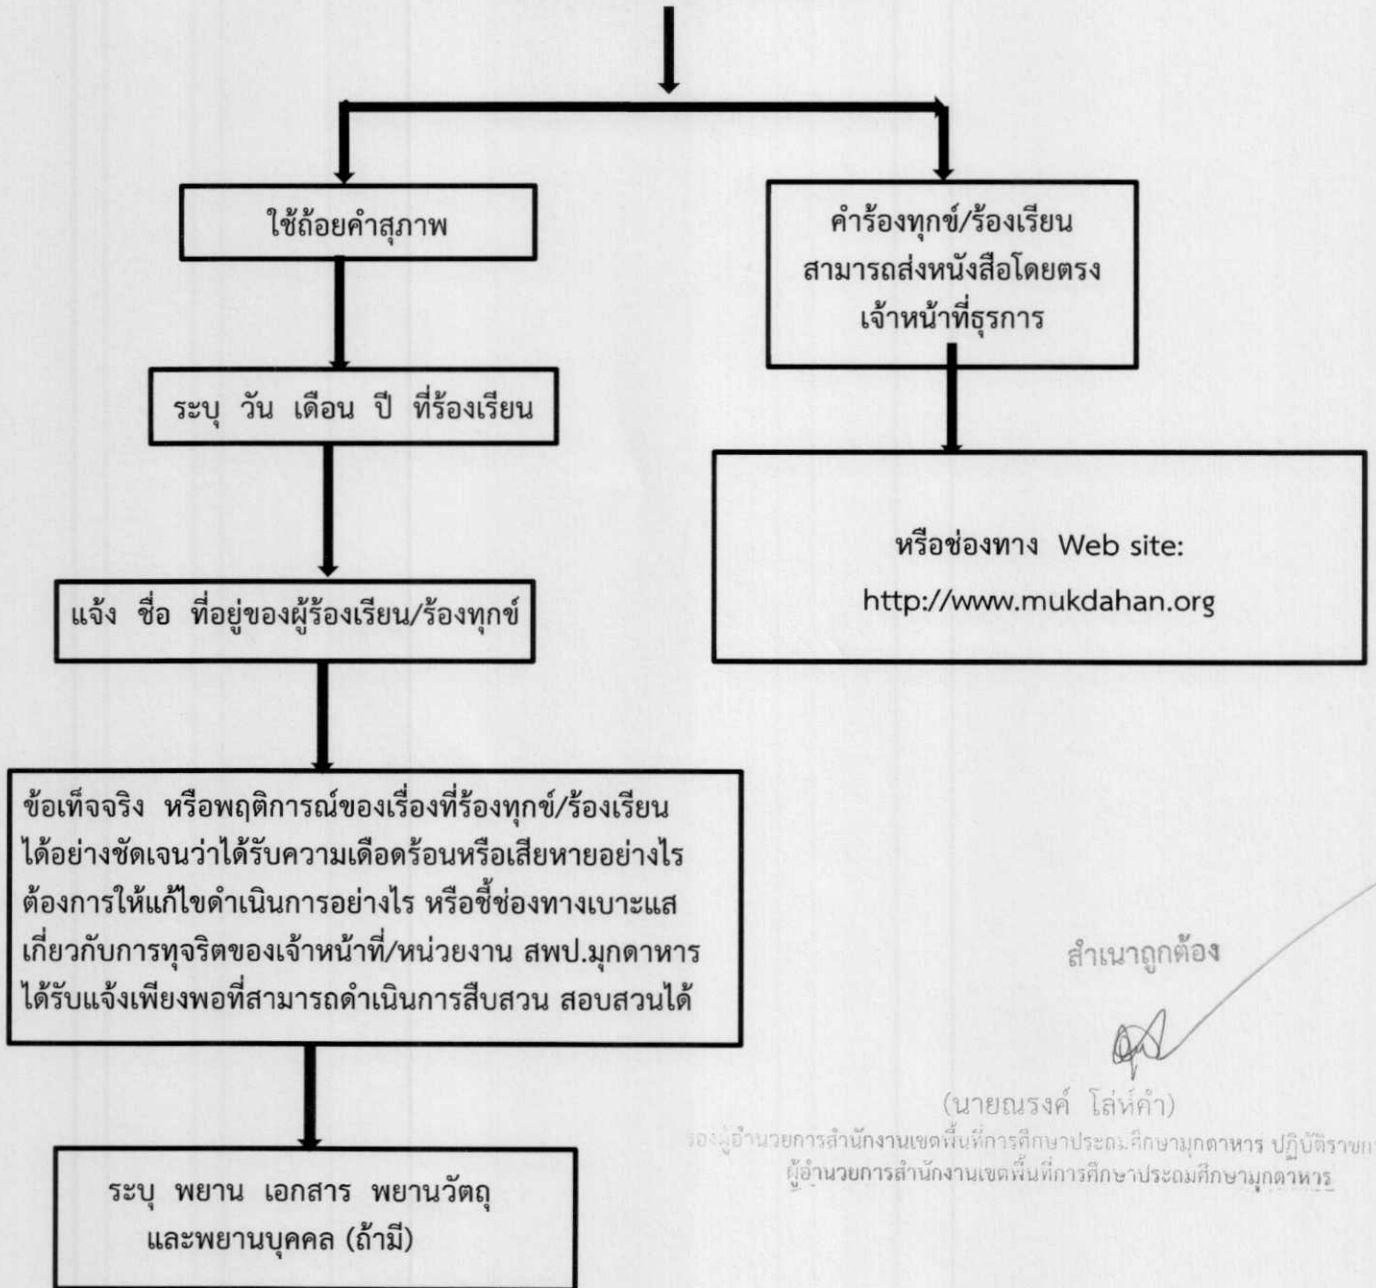 ใช้ถ้อยคำสุภาพ
ระบุ วัน เดือน ปี ที่ร้องเรียน
แจ้ง ชื่อ ที่อยู่ของผู้ร้องเรียน/ร้องทุกข์
ข้อเท็จจริง หรือพฤติการณ์ของเรื่องที่ร้องทุกข์/ร้องเรียน
ได้อย่างชัดเจนว่าได้รับความเดือดร้อนหรือเสียหายอย่างไร
ต้องการให้แก้ไขดำเนินการอย่างไร หรือชี้ช่องทางเบาะแส
เกี่ยวกับการทุจริตของเจ้าหน้าที่/หน่วยงาน สพป.มุกดาหาร
ได้รับแจ้งเพียงพอที่สามารถดำเนินการสืบสวน สอบสวนได้
ระบุ พยาน เอกสาร พยานวัตถุ
และพยานบุคคล (ถ้ามี)
คำร้องทุกข์/ร้องเรียน
สามารถส่งหนังสือโดยตรง
เจ้าหน้าที่ธุรการ
หรือช่องทาง Web site:
http://www.mukdahan.org
สำเนาถูกต้อง
(นายณรงค์ โล่ห์คำ)
รองผู้อำนวยการสำนักงานเขตพื้นที่การศึกษาประถมศึกษามุกดาหาร ปฏิบัติราชก
ผู้อำนวยการสำนักงานเขตพื้นที่การศึกษาประถมศึกษามุกดาหาร